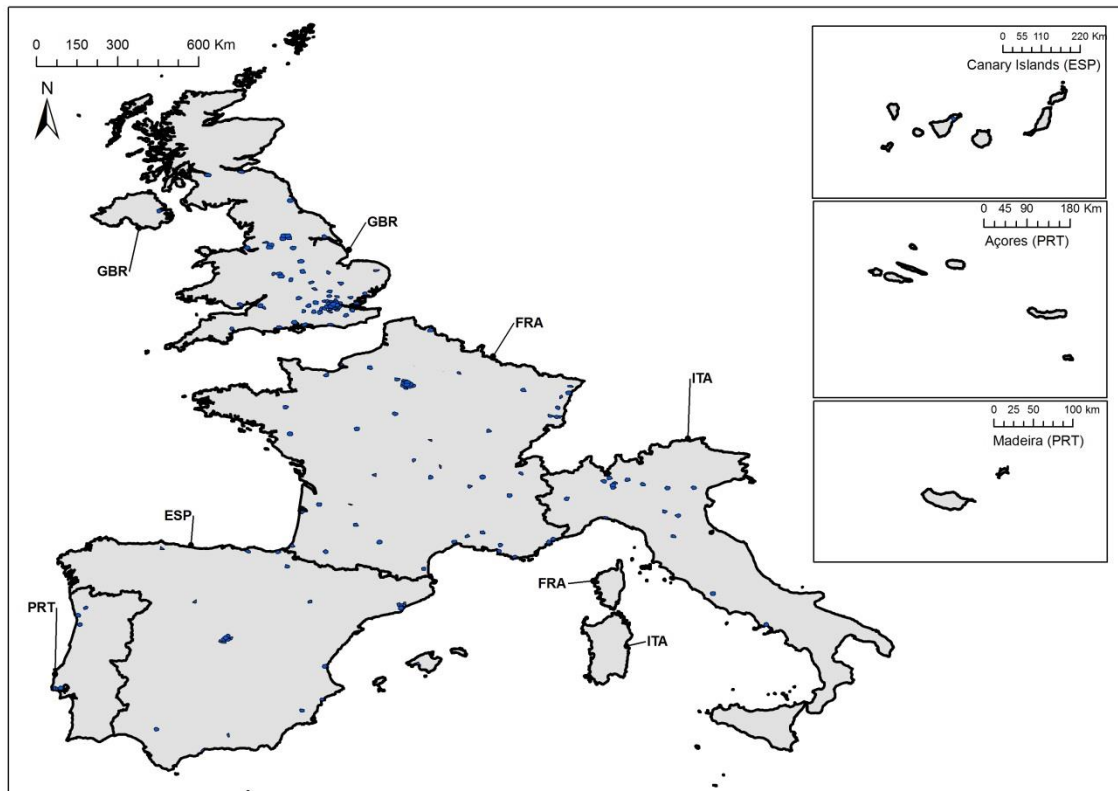 0 150 300 600 Km
N
GBR
GBR
FRA
ITA
ESP
PRT
FRA
ITA
0 55 110 220 Km
Canary Islands (ESP)
0 45 90 180 Km
Açores (PRT)
0 25 50 100 km
Madeira (PRT)